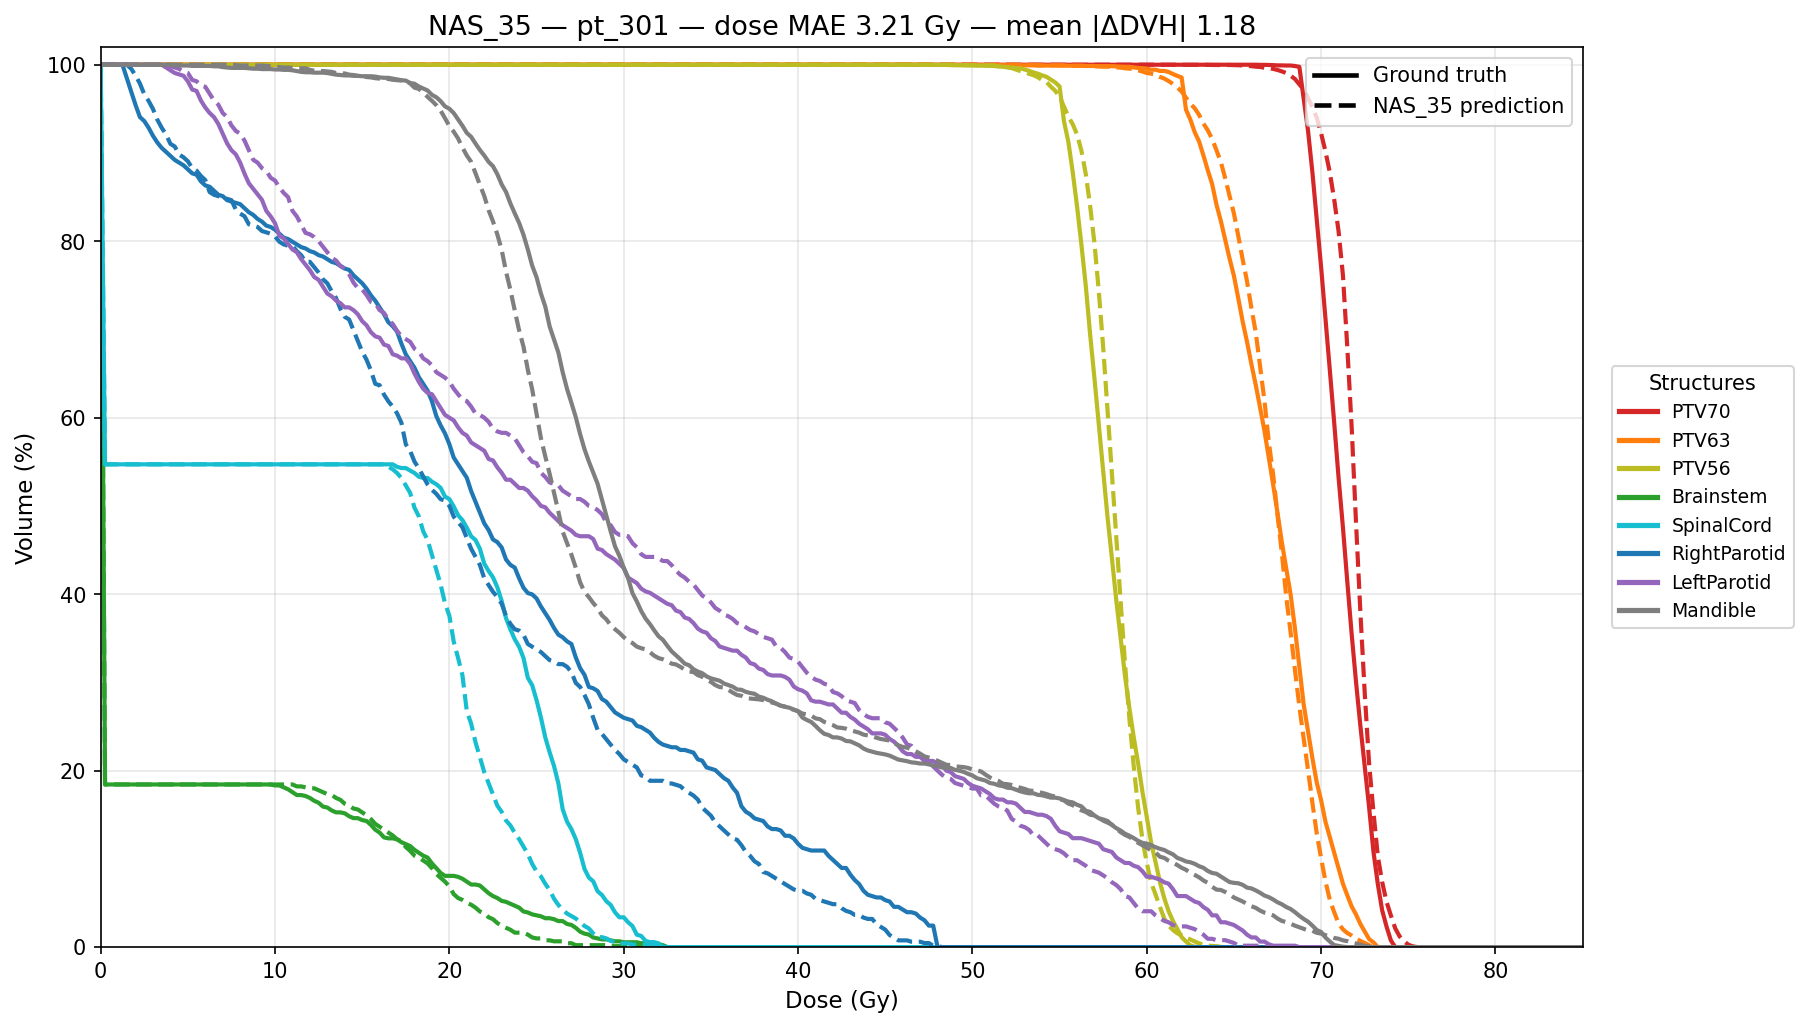 NAS_35 — pt_301 — dose MAE 3.21 Gy — mean |ΔDVH| 1.18
Ground truth
NAS_35 prediction
Volume (%)
100
80
60
40
20
0
0 10 20 30 40 50 60 70 80
Dose (Gy)
Structures
PTV70
PTV63
PTV56
Brainstem
SpinalCord
RightParotid
LeftParotid
Mandible